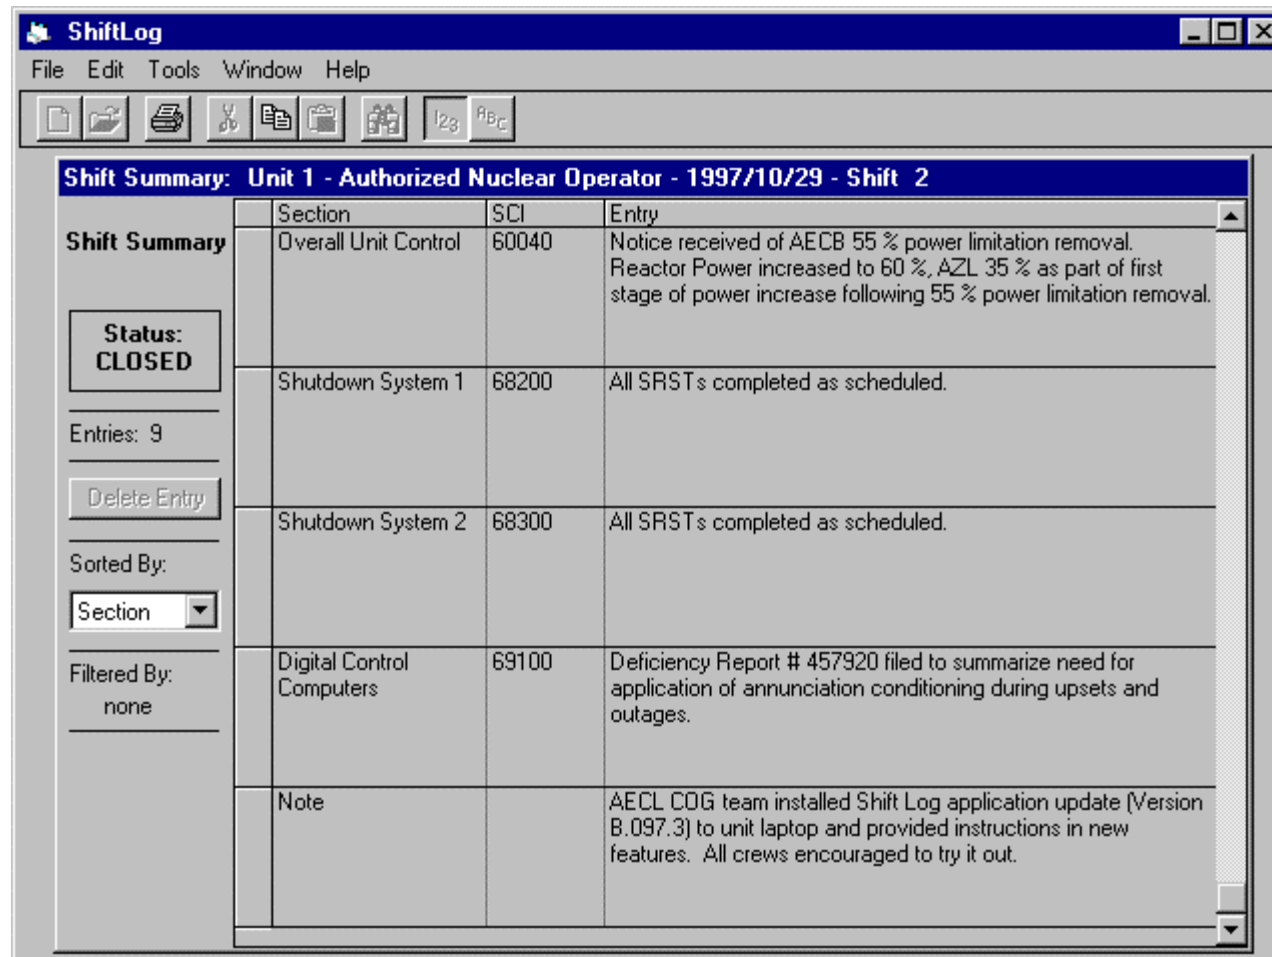 ShiftLog
File Edit Tools Window Help
123 ABC
Shift Summary: Unit 1 - Authorized Nuclear Operator - 1997/10/29 - Shift 2
Section SCI Entry
Shift Summary
Status:
CLOSED
Entries: 9
Delete Entry
Sorted By:
Section
Filtered By:
none
Overall Unit Control 60040 Notice received of AECB 55 % power limitation removal.
Reactor Power increased to 60 %, AZL 35 % as part of first
stage of power increase following 55 % power limitation removal.
Shutdown System 1 68200 All SRSTs completed as scheduled.
Shutdown System 2 68300 All SRSTs completed as scheduled.
Digital Control 69100 Deficiency Report # 457920 filed to summarize need for
Computers application of annunciation conditioning during upsets and
outages.
Note AECL COG team installed Shift Log application update (Version
B.097.3) to unit laptop and provided instructions in new
features. All crews encouraged to try it out.